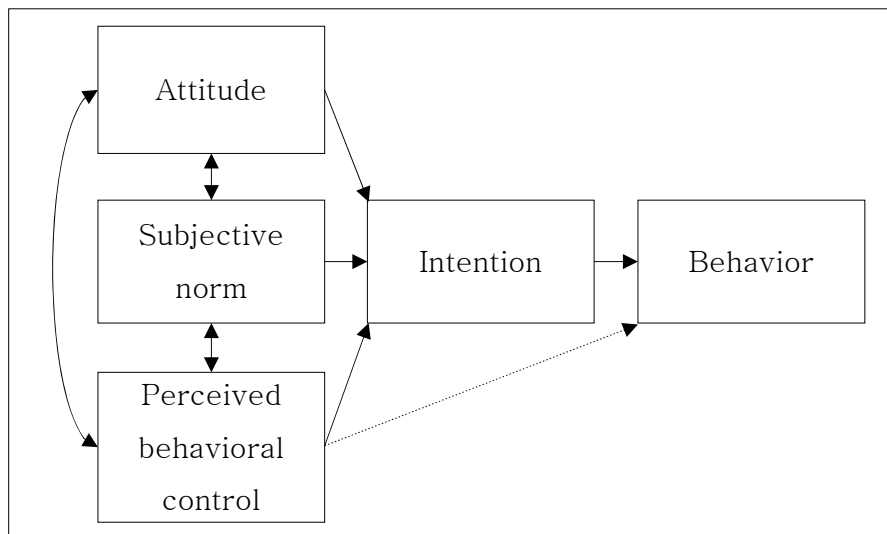 Attitude
Subjective
norm
Intention
Behavior
Perceived
behavioral
control